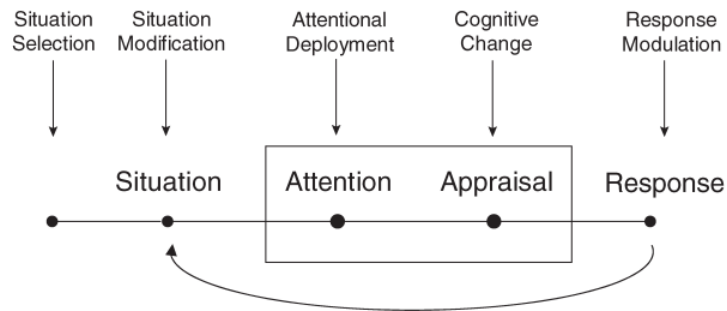 Situation
Selection
Situation
Modification
Attentional
Deployment
Cognitive
Change
Response
Modulation
Situation
Attention
Appraisal
Response